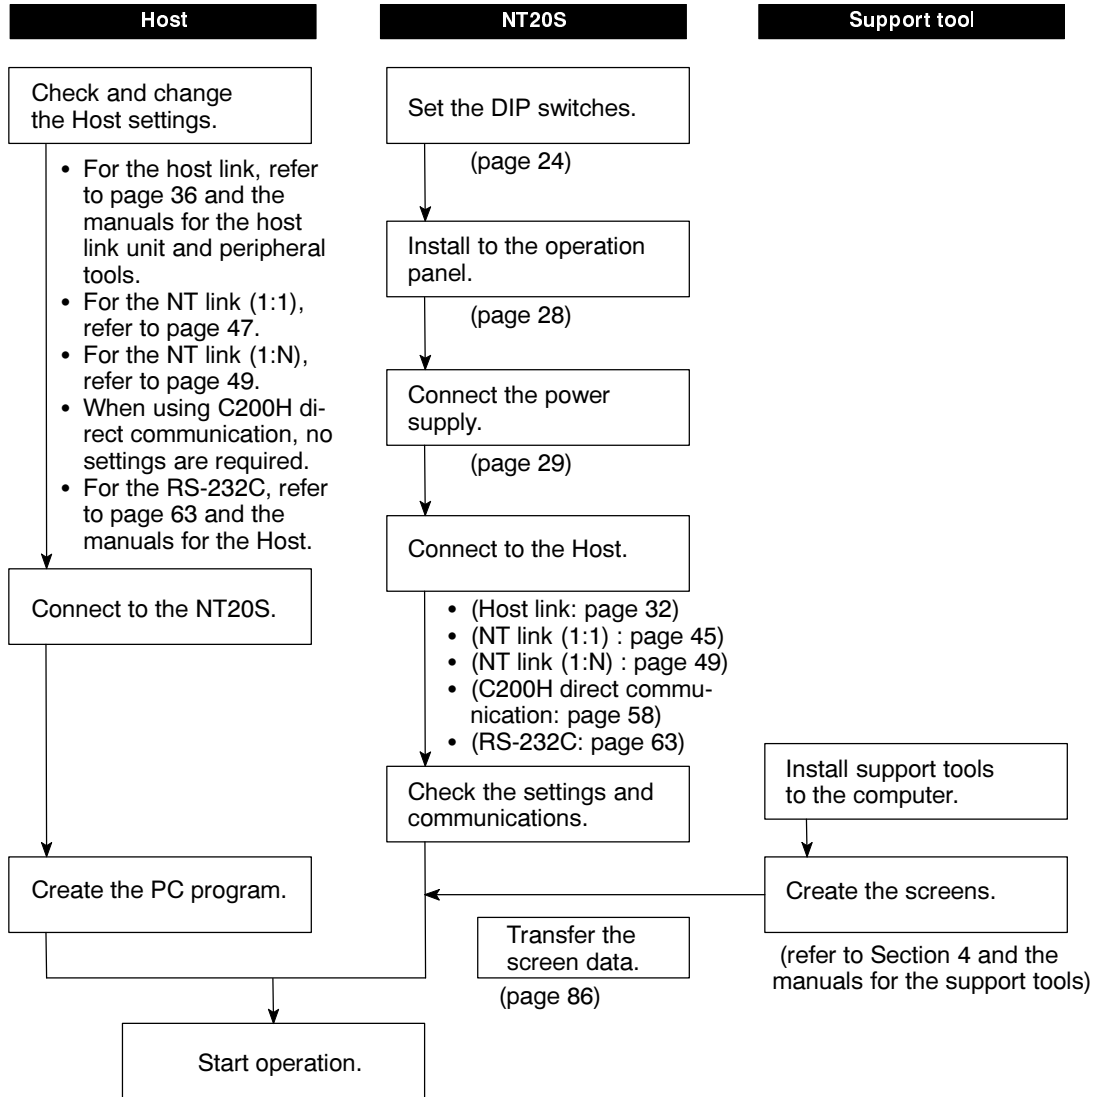 Host
NT20S
Support tool
Check and change
the Host settings.
• For the host link, refer
to page 36 and the
manuals for the host
link unit and peripheral
tools.
• For the NT link (1:1),
refer to page 47.
• For the NT link (1:N),
refer to page 49.
• When using C200H di-
rect communication, no
settings are required.
• For the RS-232C, refer
to page 63 and the
manuals for the Host.
Connect to the NT20S.
Create the PC program.
Set the DIP switches.
(page 24)
Install to the operation
panel.
(page 28)
Connect the power
supply.
(page 29)
Connect to the Host.
• (Host link: page 32)
• (NT link (1:1) : page 45)
• (NT link (1:N) : page 49)
• (C200H direct commu-
nication: page 58)
• (RS-232C: page 63)
Check the settings and
communications.
Install support tools
to the computer.
Create the screens.
(refer to Section 4 and the
manuals for the support tools)
Transfer the
screen data.
(page 86)
Start operation.